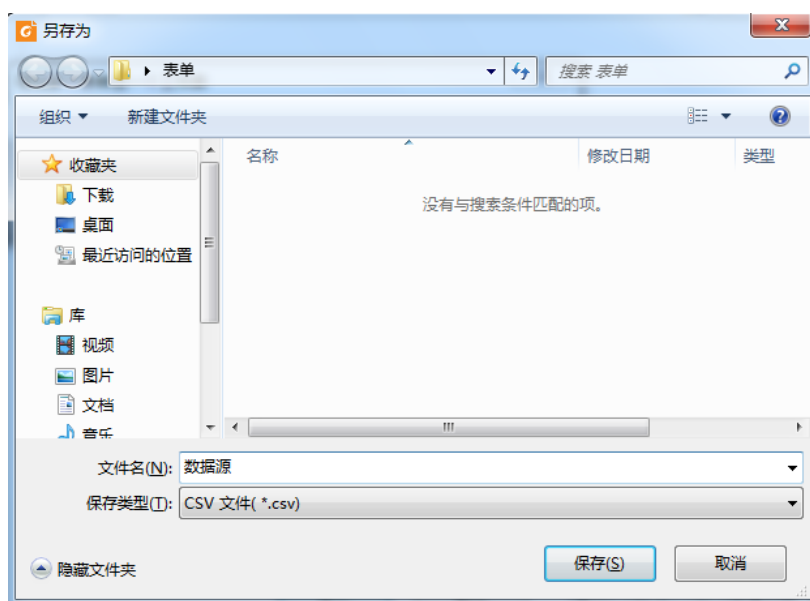 另存为
表单
搜索 表单
组织
新建文件夹
收藏夹
下载
桌面
最近访问的位置
库
视频
图片
文档
音乐
名称
修改日期
类型
没有与搜索条件匹配的项。
文件名(N):
数据源
保存类型(T):
CSV 文件( *.csv)
隐藏文件夹
保存(S)
取消